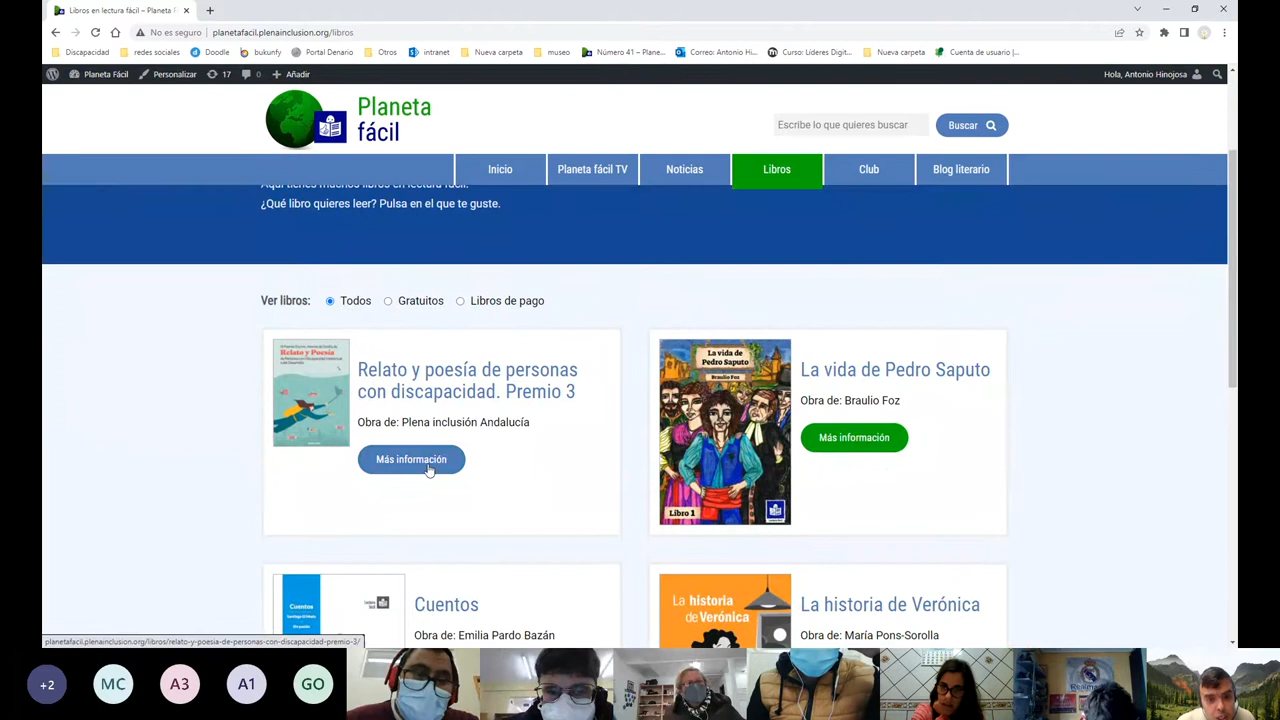 Libros en lectura fácil – Planeta F
No es seguro
planetafacil.plenainclusion.org/libros
Discapacidad
redes sociales
Doodle
bukunfy
Portal Denario
Otros
intranet
Nueva carpeta
museo
Número 41 – Plane...
Correo: Antonio Hi...
Curso: Líderes Digit...
Nueva carpeta
Cuenta de usuario |...
Planeta Fácil
Personalizar
17
0
Añadir
Hola, Antonio Hinojosa
Planeta
fácil
Escribe lo que quieres buscar
Buscar
Inicio
Planeta fácil TV
Noticias
Libros
Club
Blog literario
Aquí tienes muchos libros en lectura fácil.
¿Qué libro quieres leer? Pulsa en el que te guste.
Ver libros:
Todos
Gratuitos
Libros de pago
Relato y Poesía
Relato y poesía de personas
con discapacidad. Premio 3
Obra de: Plena inclusión Andalucía
Más información
La vida de
Pedro Saputo
Braulio Foz
Libro 1
La vida de Pedro Saputo
Obra de: Braulio Foz
Más información
Cuentos
Cuentos
Obra de: Emilia Pardo Bazán
La historia
de Verónica
La historia de Verónica
Obra de: María Pons-Sorolla
planetafacil.plenainclusion.org/libros/relato-y-poesia-de-personas-con-discapacidad-premio-3/
+2
MC
A3
A1
GO